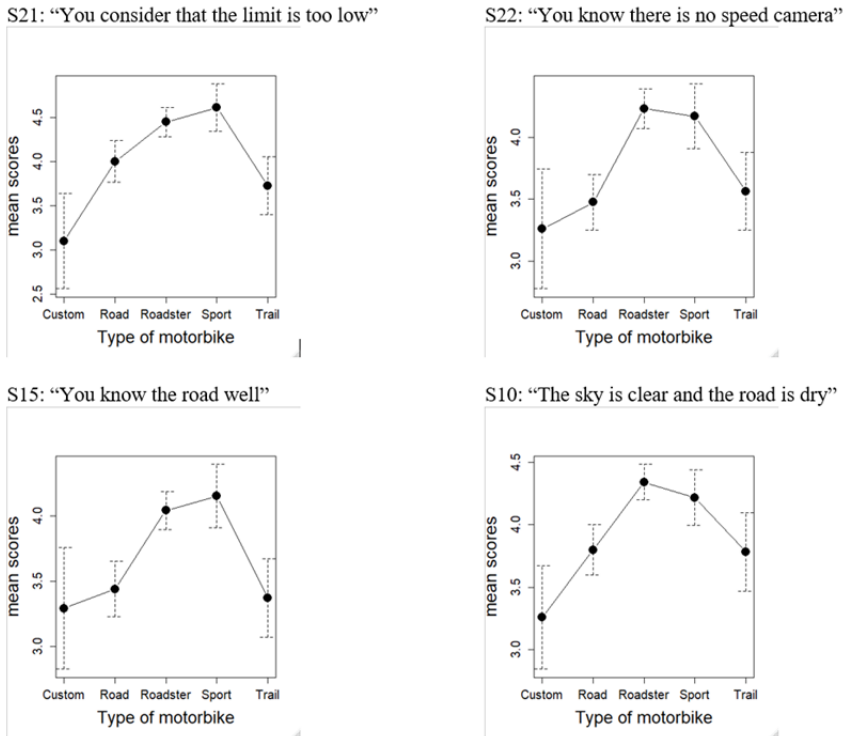 S21: “You consider that the limit is too low”
mean scores
4.5
4.0
3.5
3.0
2.5
Custom Road Roadster Sport Trail
Type of motorbike
S22: “You know there is no speed camera”
mean scores
4.0
3.5
3.0
Custom Road Roadster Sport Trail
Type of motorbike
S15: “You know the road well”
mean scores
4.0
3.5
3.0
Custom Road Roadster Sport Trail
Type of motorbike
S10: “The sky is clear and the road is dry”
mean scores
4.5
4.0
3.5
3.0
Custom Road Roadster Sport Trail
Type of motorbike